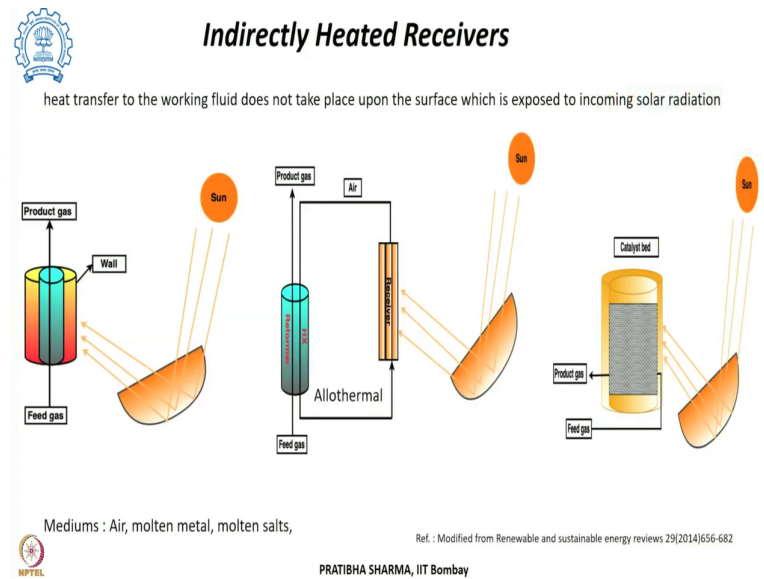 Indirectly Heated Receivers
heat transfer to the working fluid does not take place upon the surface which is exposed to incoming solar radiation
Product gas
Wall
Sun
Feed gas
Product gas
Air
Sun
Receiver
HX
Reformer
Allothermal
Feed gas
Sun
Catalyst bed
Product gas
Feed gas
Mediums : Air, molten metal, molten salts,
Ref. : Modified from Renewable and sustainable energy reviews 29(2014)656-682
NPTEL
PRATIBHA SHARMA, IIT Bombay